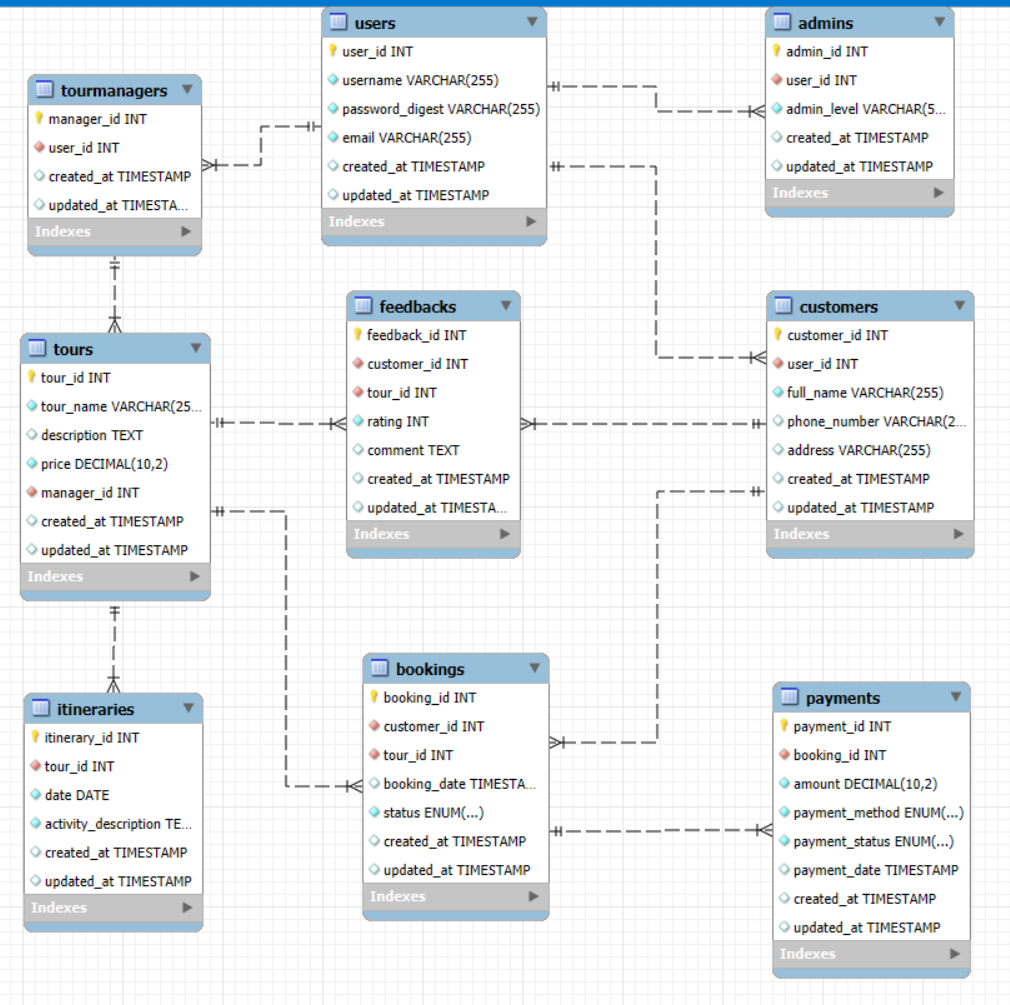 users
user_id INT
username VARCHAR(255)
password_digest VARCHAR(255)
email VARCHAR(255)
created_at TIMESTAMP
updated_at TIMESTAMP
Indexes
admins
admin_id INT
user_id INT
admin_level VARCHAR(5...
created_at TIMESTAMP
updated_at TIMESTAMP
Indexes
tourmanagers
manager_id INT
user_id INT
created_at TIMESTAMP
updated_at TIMESTA...
Indexes
feedbacks
feedback_id INT
customer_id INT
tour_id INT
rating INT
comment TEXT
created_at TIMESTAMP
updated_at TIMESTA...
Indexes
customers
customer_id INT
user_id INT
full_name VARCHAR(255)
phone_number VARCHAR(2...
address VARCHAR(255)
created_at TIMESTAMP
updated_at TIMESTAMP
Indexes
tours
tour_id INT
tour_name VARCHAR(25...
description TEXT
price DECIMAL(10,2)
manager_id INT
created_at TIMESTAMP
updated_at TIMESTAMP
Indexes
bookings
booking_id INT
customer_id INT
tour_id INT
booking_date TIMESTA...
status ENUM(...)
created_at TIMESTAMP
updated_at TIMESTAMP
Indexes
payments
payment_id INT
booking_id INT
amount DECIMAL(10,2)
payment_method ENUM(...)
payment_status ENUM(...)
payment_date TIMESTAMP
created_at TIMESTAMP
updated_at TIMESTAMP
Indexes
itineraries
itinerary_id INT
tour_id INT
date DATE
activity_description TE...
created_at TIMESTAMP
updated_at TIMESTAMP
Indexes